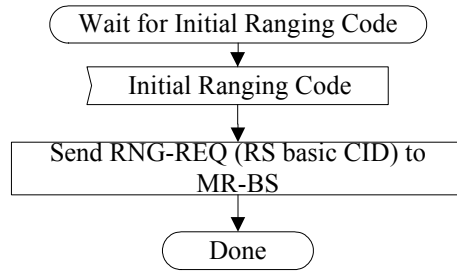 Wait for Initial Ranging Code
Initial Ranging Code
Send RNG-REQ (RS basic CID) to
MR-BS
Done